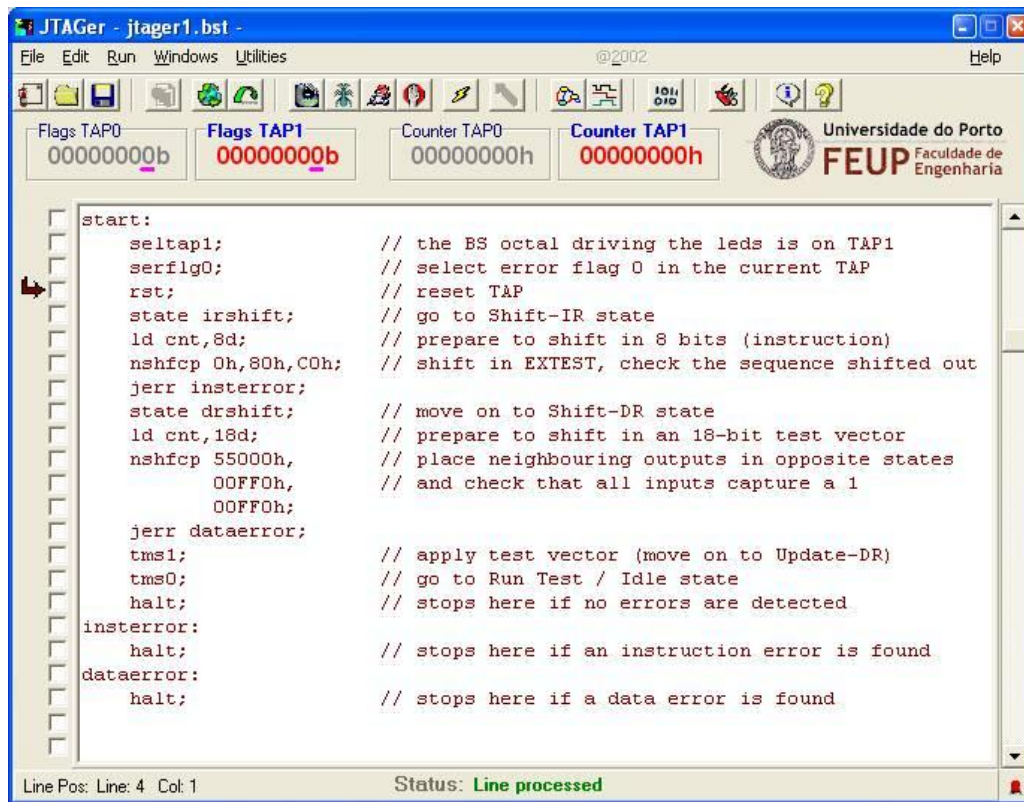 JTAGer - jtager1.bst -
File Edit Run Windows Utilities @2002 Help
Flags TAP0 Flags TAP1 Counter TAP0 Counter TAP1
00000000b 00000000b 00000000h 00000000h
Universidade do Porto
FEUP Faculdade de Engenharia
start:
seltap1; // the BS octal driving the leds is on TAP1
serflg0; // select error flag 0 in the current TAP
rst; // reset TAP
state irshift; // go to Shift-IR state
ld cnt,8d; // prepare to shift in 8 bits (instruction)
nshfcp 0h,80h,C0h; // shift in EXTEST, check the sequence shifted out
jerr insterror;
state drshift; // move on to Shift-DR state
ld cnt,18d; // prepare to shift in an 18-bit test vector
nshfcp 55000h, // place neighbouring outputs in opposite states
00FF0h, // and check that all inputs capture a 1
00FF0h;
jerr dataerror;
tms1; // apply test vector (move on to Update-DR)
tms0; // go to Run Test / Idle state
halt; // stops here if no errors are detected
insterror:
halt; // stops here if an instruction error is found
dataerror:
halt; // stops here if a data error is found
Line Pos: Line: 4 Col: 1 Status: Line processed